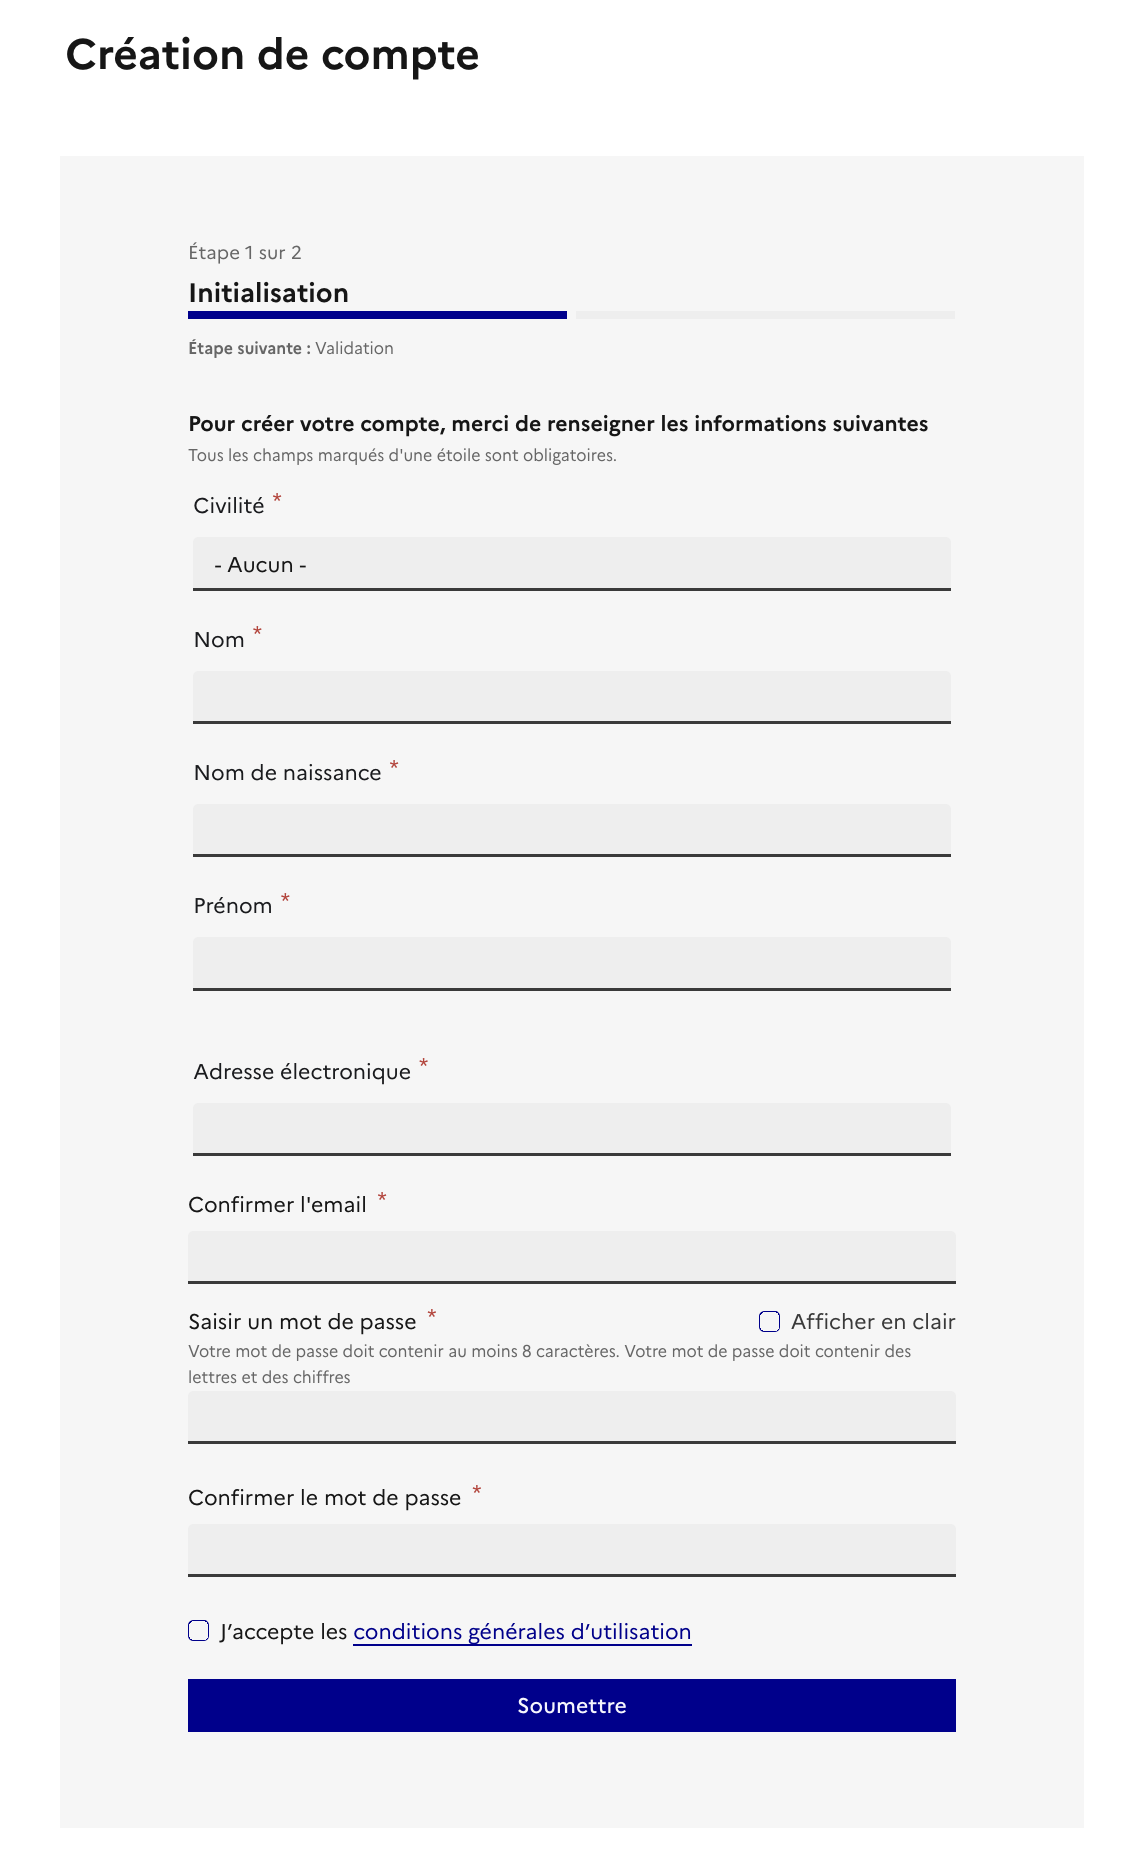 Création de compte
Étape 1 sur 2
Initialisation
Étape suivante : Validation
Pour créer votre compte, merci de renseigner les informations suivantes
Tous les champs marqués d'une étoile sont obligatoires.
Civilité *
- Aucun -
Nom *
Nom de naissance *
Prénom *
Adresse électronique *
Confirmer l'email *
Saisir un mot de passe * Afficher en clair
Votre mot de passe doit contenir au moins 8 caractères. Votre mot de passe doit contenir des
lettres et des chiffres
Confirmer le mot de passe *
J’accepte les conditions générales d’utilisation
Soumettre